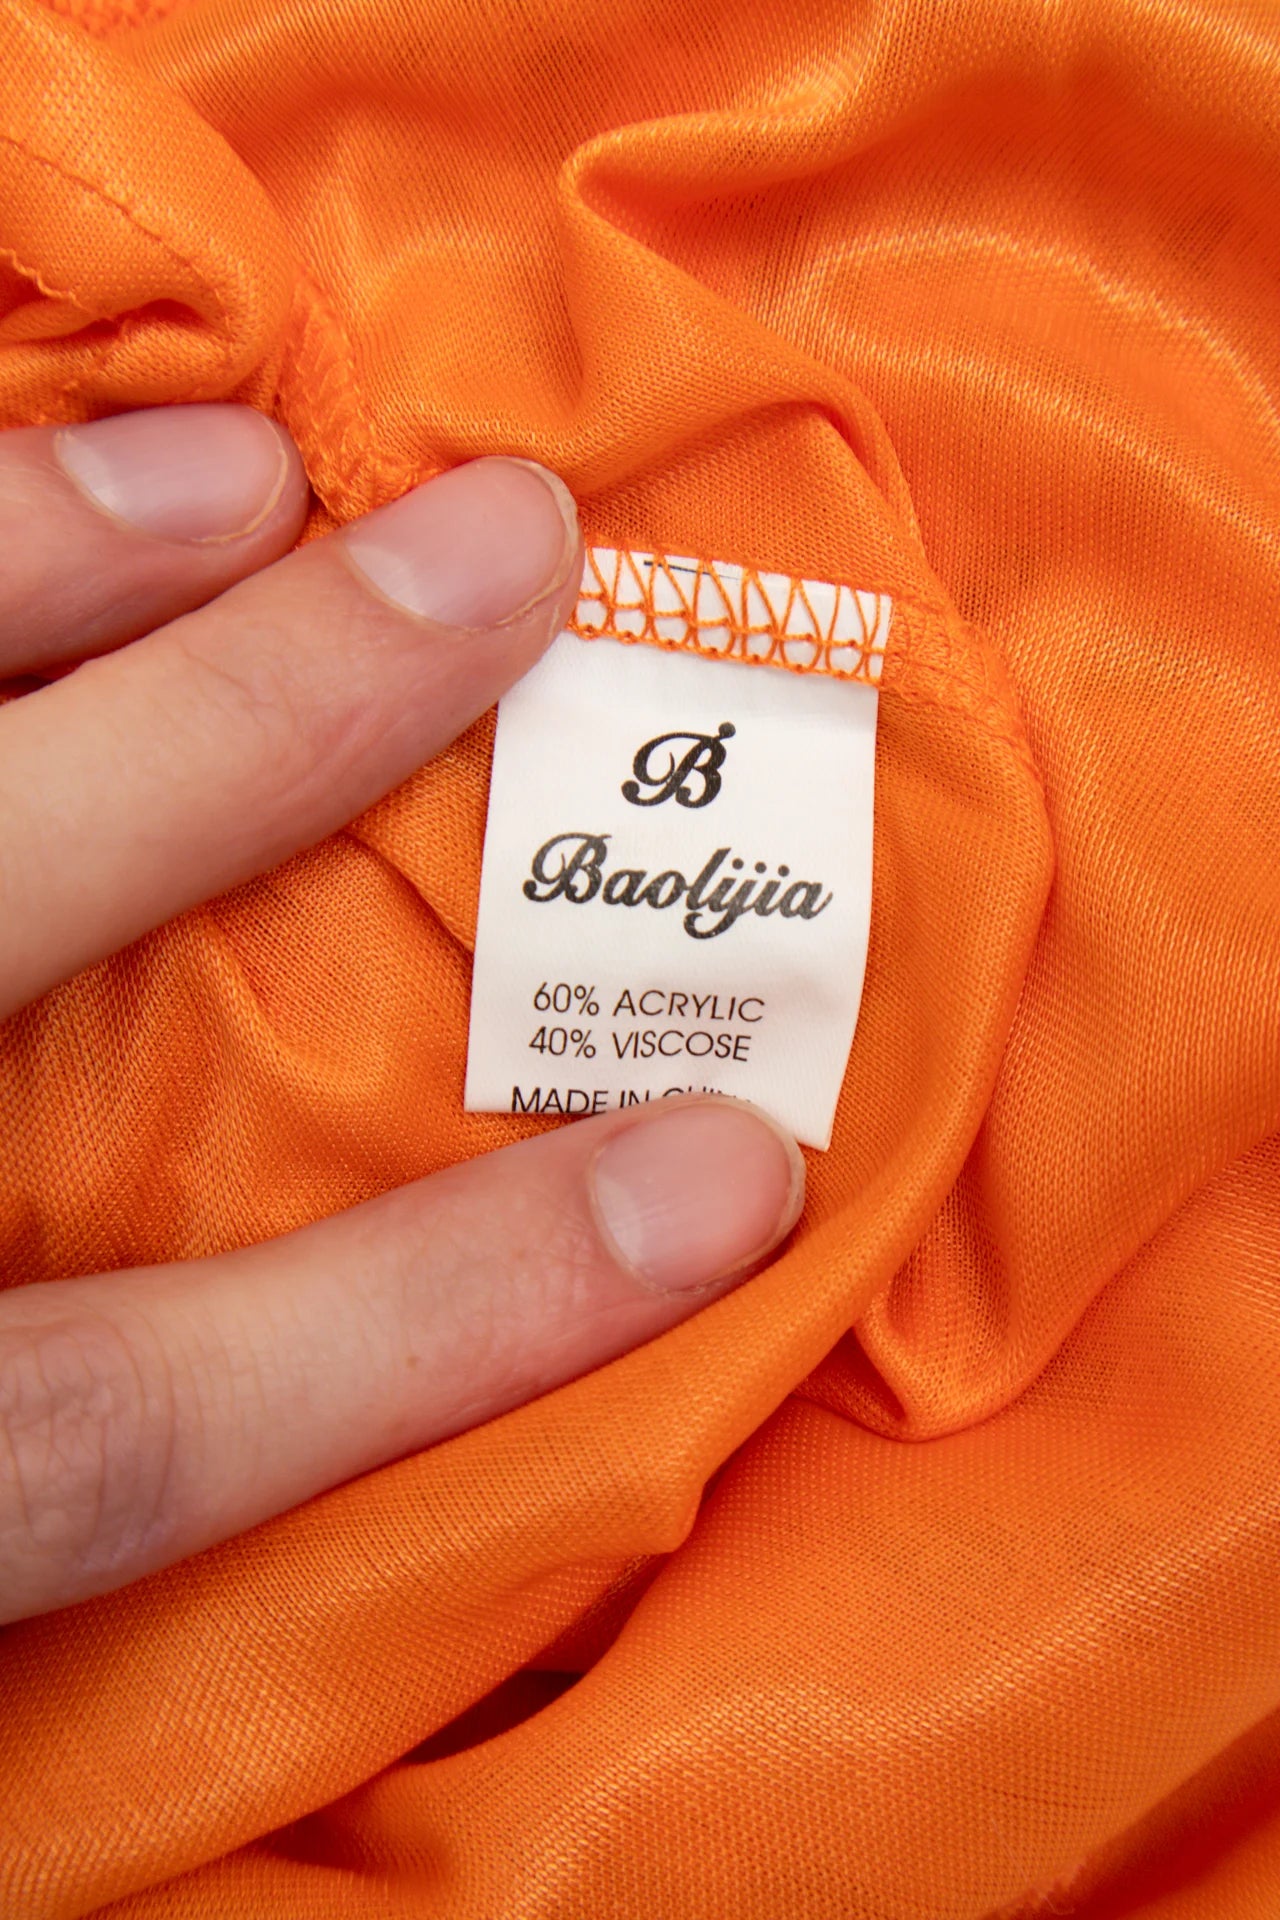 B
Baolijia
60% ACRYLIC
40% VISCOSE
MADE IN